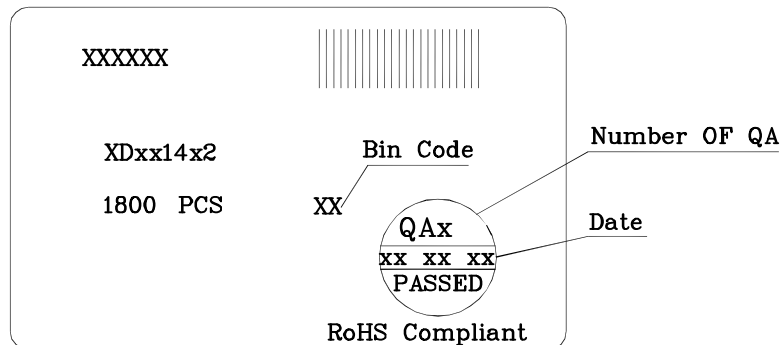 XXXXXX
Number OF QA
XDxx14x2
Bin Code
1800 PCS
XX
Date
QAx
xx xx xx
PASSED
RoHS Compliant